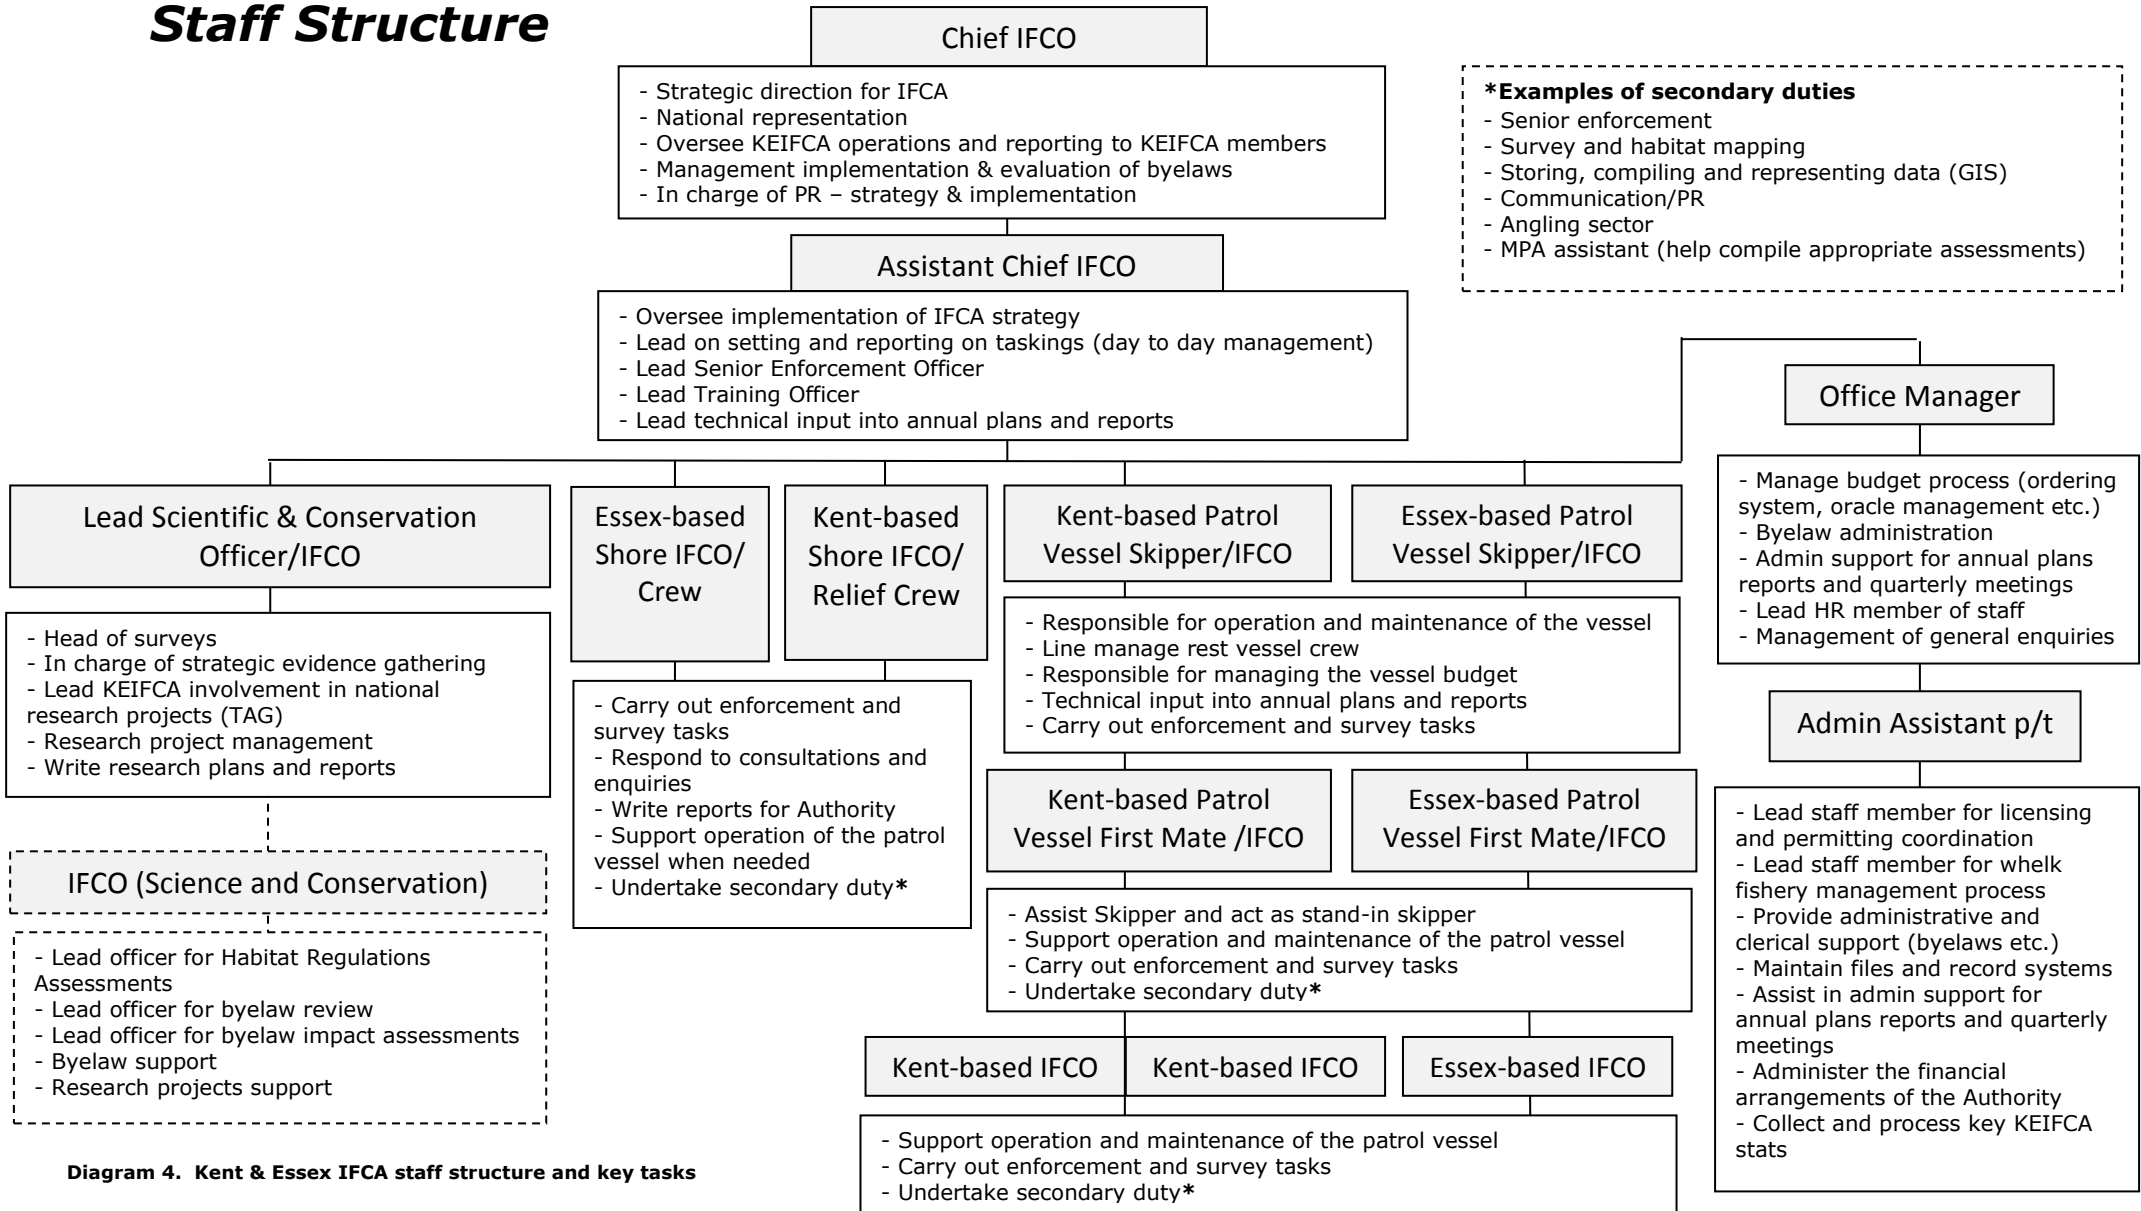 Staff Structure
Chief IFCO
- Strategic direction for IFCA
- National representation
- Oversee KEIFCA operations and reporting to KEIFCA members
- Management implementation & evaluation of byelaws
- In charge of PR – strategy & implementation
*Examples of secondary duties
- Senior enforcement
- Survey and habitat mapping
- Storing, compiling and representing data (GIS)
- Communication/PR
- Angling sector
- MPA assistant (help compile appropriate assessments)
Assistant Chief IFCO
- Oversee implementation of IFCA strategy
- Lead on setting and reporting on taskings (day to day management)
- Lead Senior Enforcement Officer
- Lead Training Officer
- Lead technical input into annual plans and reports
Lead Scientific & Conservation
Officer/IFCO
- Head of surveys
- In charge of strategic evidence gathering
- Lead KEIFCA involvement in national
research projects (TAG)
- Research project management
- Write research plans and reports
IFCO (Science and Conservation)
- Lead officer for Habitat Regulations
Assessments
- Lead officer for byelaw review
- Lead officer for byelaw impact assessments
- Byelaw support
- Research projects support
Essex-based
Shore IFCO/
Crew
Kent-based
Shore IFCO/
Relief Crew
- Carry out enforcement and
survey tasks
- Respond to consultations and
enquiries
- Write reports for Authority
- Support operation of the patrol
vessel when needed
- Undertake secondary duty*
Kent-based Patrol
Vessel Skipper/IFCO
Essex-based Patrol
Vessel Skipper/IFCO
- Responsible for operation and maintenance of the vessel
- Line manage rest vessel crew
- Responsible for managing the vessel budget
- Technical input into annual plans and reports
- Carry out enforcement and survey tasks
Kent-based Patrol
Vessel First Mate /IFCO
Essex-based Patrol
Vessel First Mate/IFCO
- Assist Skipper and act as stand-in skipper
- Support operation and maintenance of the patrol vessel
- Carry out enforcement and survey tasks
- Undertake secondary duty*
Kent-based IFCO
Kent-based IFCO
Essex-based IFCO
- Support operation and maintenance of the patrol vessel
- Carry out enforcement and survey tasks
- Undertake secondary duty*
Office Manager
- Manage budget process (ordering
system, oracle management etc.)
- Byelaw administration
- Admin support for annual plans
reports and quarterly meetings
- Lead HR member of staff
- Management of general enquiries
Admin Assistant p/t
- Lead staff member for licensing
and permitting coordination
- Lead staff member for whelk
fishery management process
- Provide administrative and
clerical support (byelaws etc.)
- Maintain files and record systems
- Assist in admin support for
annual plans reports and quarterly
meetings
- Administer the financial
arrangements of the Authority
- Collect and process key KEIFCA
stats
Diagram 4. Kent & Essex IFCA staff structure and key tasks